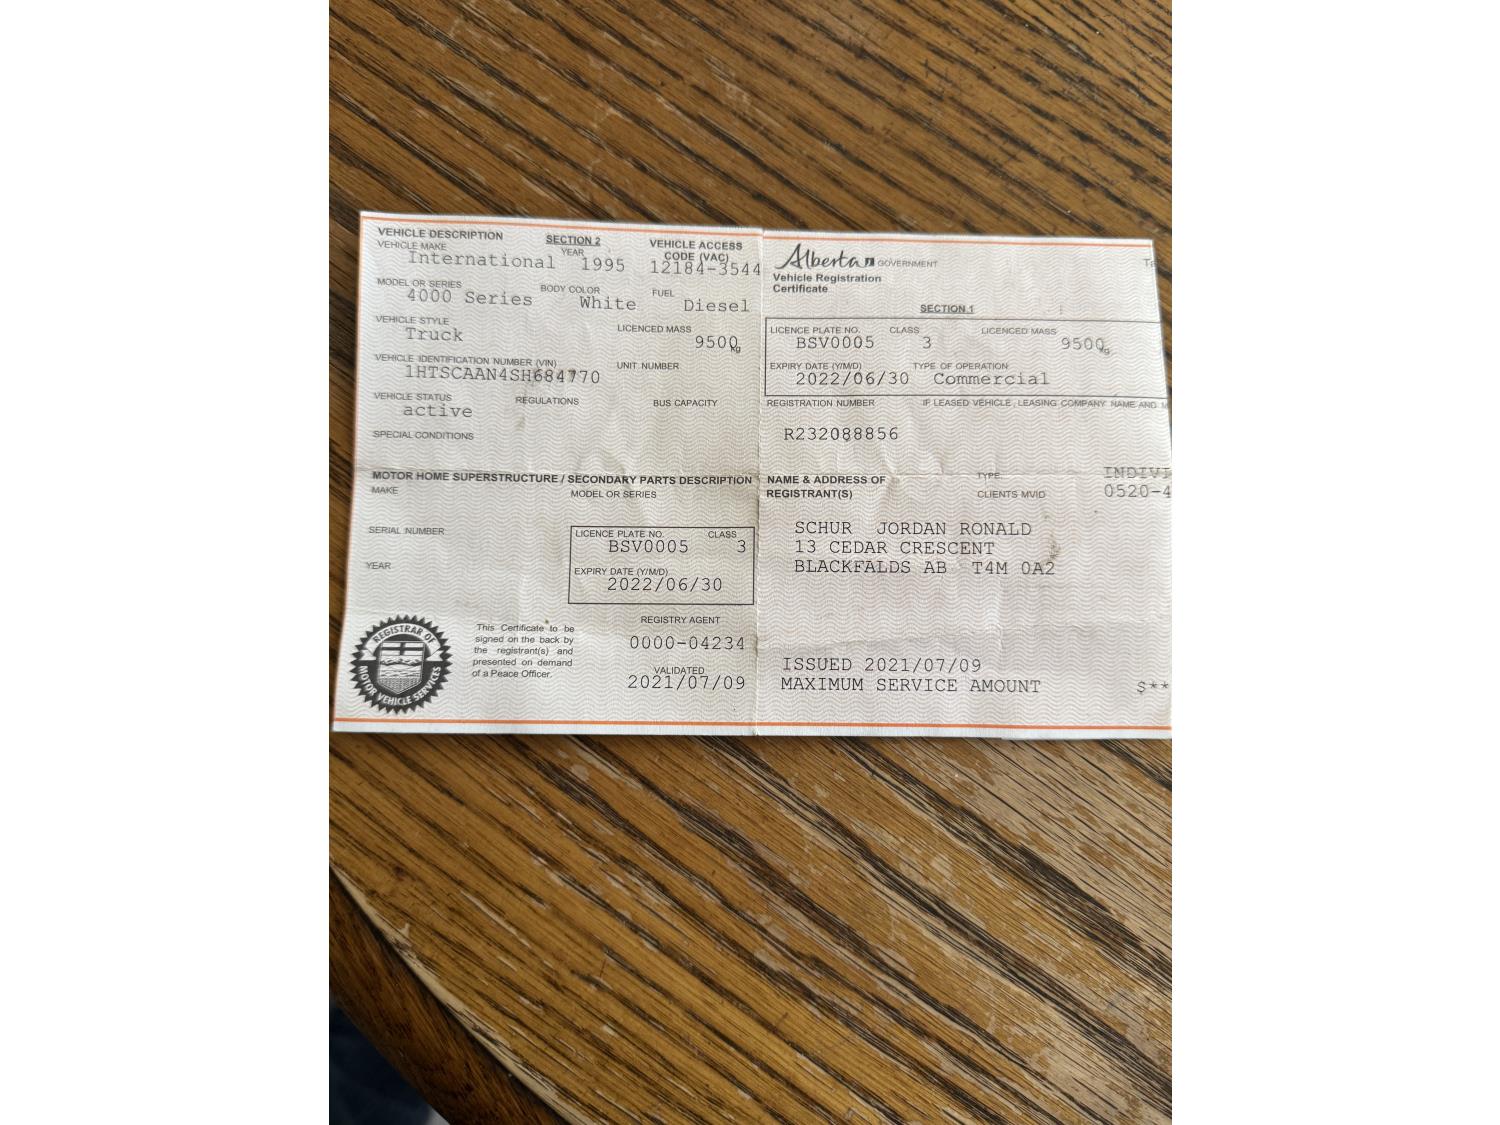 VEHICLE DESCRIPTION SECTION 2 VEHICLE ACCESS
VEHICLE MAKE YEAR CODE (VAC)
International 1995 12184-3544
MODEL OR SERIES BODY COLOR FUEL
4000 Series White Diesel
VEHICLE STYLE LICENCED MASS
Truck 9500 kg
VEHICLE IDENTIFICATION NUMBER (VIN) UNIT NUMBER
1HTSCAAN4SH684770
VEHICLE STATUS REGULATIONS BUS CAPACITY
active
SPECIAL CONDITIONS
MOTOR HOME SUPERSTRUCTURE / SECONDARY PARTS DESCRIPTION
MAKE MODEL OR SERIES
SERIAL NUMBER
YEAR
LICENCE PLATE NO. CLASS
BSV0005 3
EXPIRY DATE (Y/M/D)
2022/06/30
REGISTRAR OF
MOTOR VEHICLE SERVICES
This Certificate to be
signed on the back by
the registrant(s) and
presented on demand
of a Peace Officer.
REGISTRY AGENT
0000-04234
VALIDATED
2021/07/09
Alberta GOVERNMENT
Vehicle Registration
Certificate
SECTION 1
LICENCE PLATE NO. CLASS LICENCED MASS
BSV0005 3 9500 kg
EXPIRY DATE (Y/M/D) TYPE OF OPERATION
2022/06/30 Commercial
REGISTRATION NUMBER IF LEASED VEHICLE, LEASING COMPANY NAME AND
R232088856
NAME & ADDRESS OF TYPE INDIVI
REGISTRANT(S) CLIENTS MVID 0520-4
SCHUR JORDAN RONALD
13 CEDAR CRESCENT
BLACKFALDS AB T4M 0A2
ISSUED 2021/07/09
MAXIMUM SERVICE AMOUNT $**